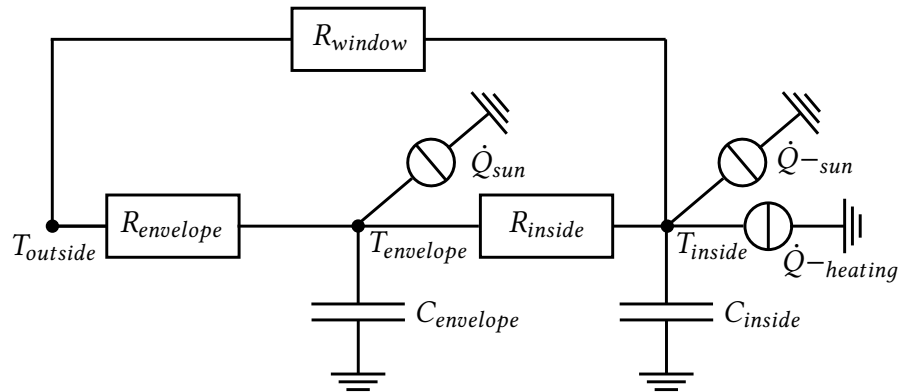 R_window
Q̇_sun
Q̇−_sun
R_envelope
R_inside
T_outside
T_envelope
T_inside
Q̇−_heating
C_envelope
C_inside